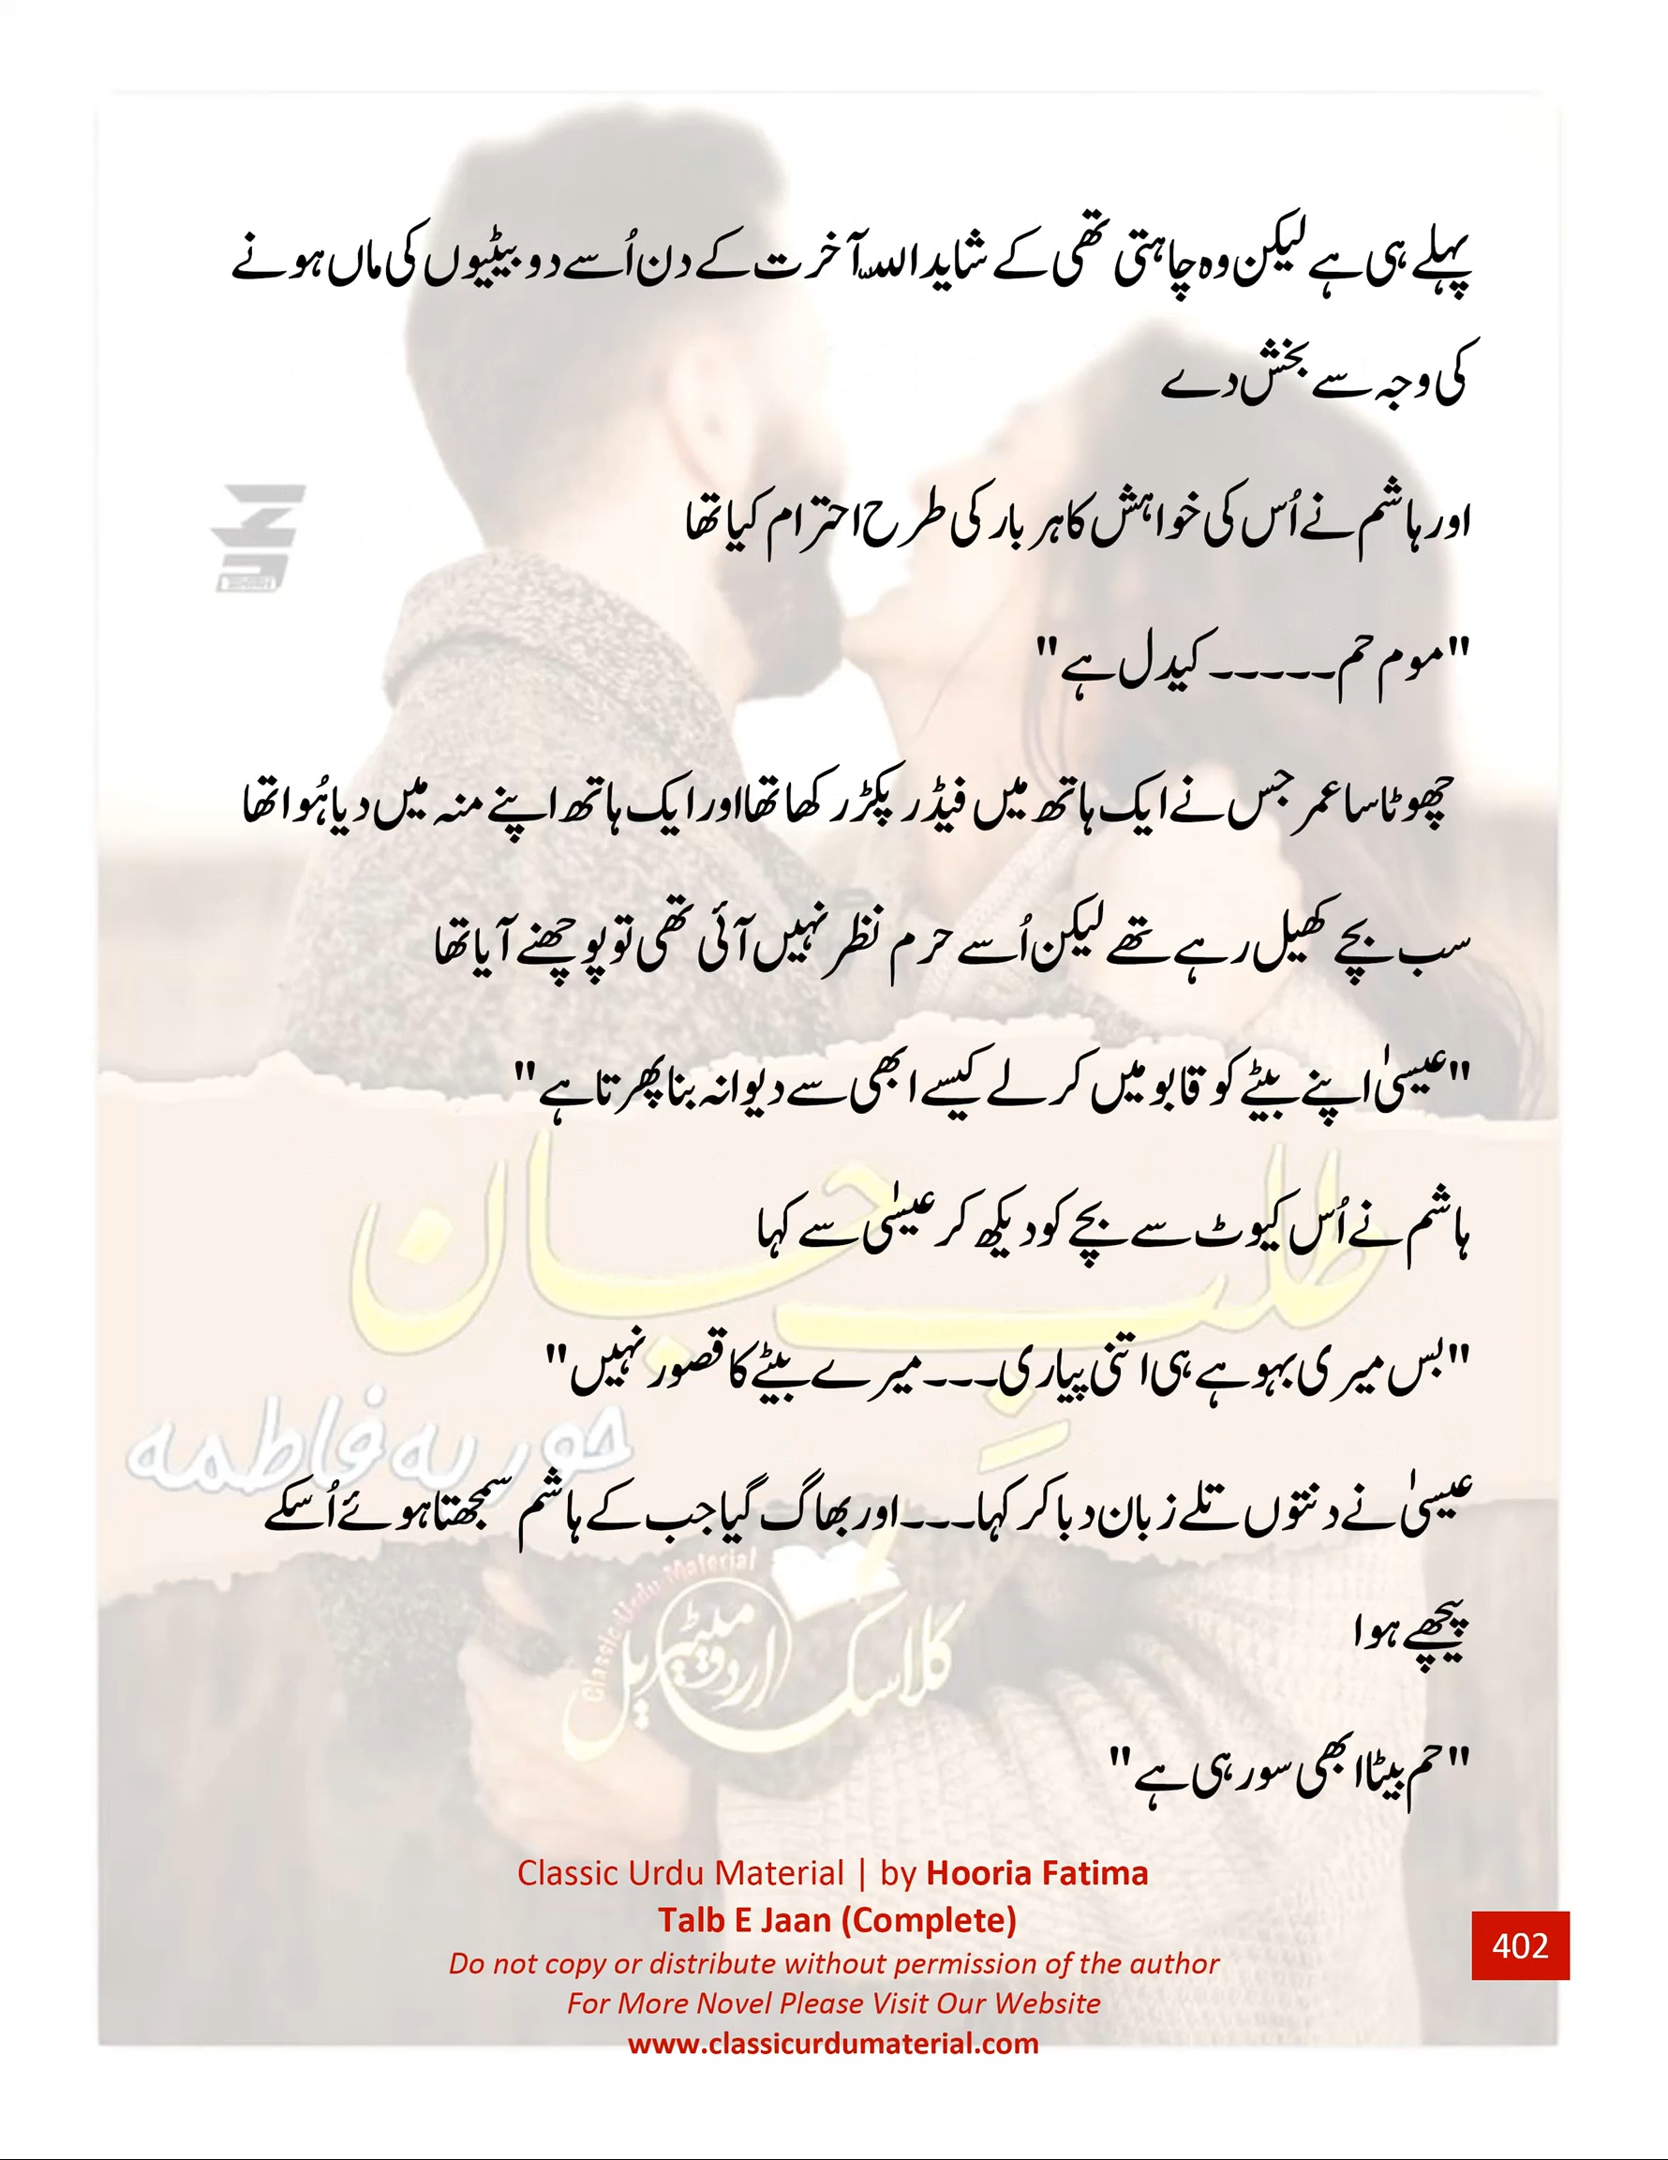 پہلے ہی ہے لیکن وہ چاہتی تھی کے شاید اللہ آخرت کے دن اُسے دو بیٹیوں کی ماں ہونے
کی وجہ سے بخش دے
اور ہاشم نے اُس کی خواہش کا ہر بار کی طرح احترام کیا تھا
"موم حم۔۔۔۔۔ کیدل ہے"
چھوٹا سا عمر جس نے ایک ہاتھ میں فیڈر پکڑ رکھا تھا اور ایک ہاتھ اپنے منہ میں دیا ہُوا تھا
سب بچے کھیل رہے تھے لیکن اُسے حرم نظر نہیں آئی تھی تو پوچھنے آیا تھا
"عیسیٰ اپنے بیٹے کو قابو میں کر لے کیسے ابھی سے دیوانہ بنا پھرتا ہے"
ہاشم نے اُس کیوٹ سے بچے کو دیکھ کر عیسٰی سے کہا
"بس میری بہو ہے ہی اتنی پیاری۔۔۔ میرے بیٹے کا قصور نہیں"
عیسیٰ نے دنتوں تلے زبان دبا کر کہا۔۔۔ اور بھاگ گیا جب کے ہاشم سمجھتا ہوئے اُسکے
پیچھے ہوا
"حم بیٹا ابھی سو رہی ہے"
طلبِ جان
حوریہ فاطمہ
Classic Urdu Material
کلاسک اردو میٹیریل
Classic Urdu Material | by Hooria Fatima
Talb E Jaan (Complete)
402
Do not copy or distribute without permission of the author
For More Novel Please Visit Our Website
www.classicurdumaterial.com